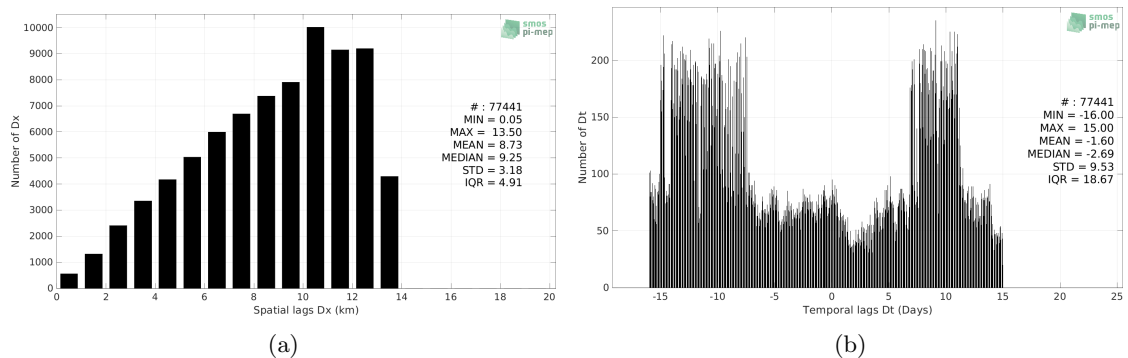 smos
pi-mep
10000
9000
8000
7000
6000
5000
4000
3000
2000
1000
0
Number of Dx
# : 77441
MIN = 0.05
MAX = 13.50
MEAN = 8.73
MEDIAN = 9.25
STD = 3.18
IQR = 4.91
0 2 4 6 8 10 12 14 16 18 20
Spatial lags Dx (km)
(a)
smos
pi-mep
200
150
100
50
0
Number of Dt
# : 77441
MIN = -16.00
MAX = 15.00
MEAN = -1.60
MEDIAN = -2.69
STD = 9.53
IQR = 18.67
-15 -10 -5 0 5 10 15 20 25
Temporal lags Dt (Days)
(b)